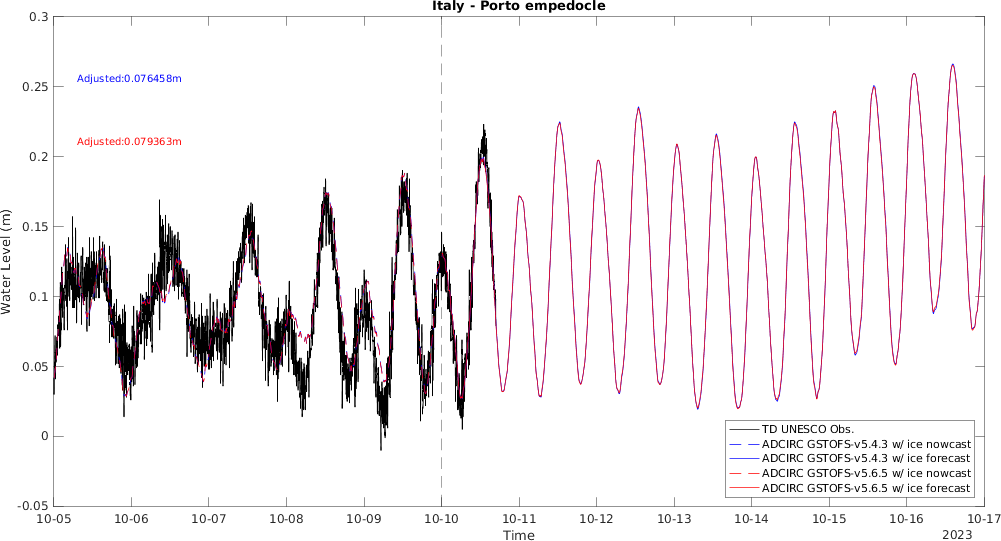 Italy - Porto empedocle
0.3
0.25
0.2
0.15
0.1
0.05
0
-0.05
Water Level (m)
Adjusted:0.076458m
Adjusted:0.079363m
TD UNESCO Obs.
ADCIRC GSTOFS-v5.4.3 w/ ice nowcast
ADCIRC GSTOFS-v5.4.3 w/ ice forecast
ADCIRC GSTOFS-v5.6.5 w/ ice nowcast
ADCIRC GSTOFS-v5.6.5 w/ ice forecast
10-05 10-06 10-07 10-08 10-09 10-10 10-11 10-12 10-13 10-14 10-15 10-16 10-17
Time
2023